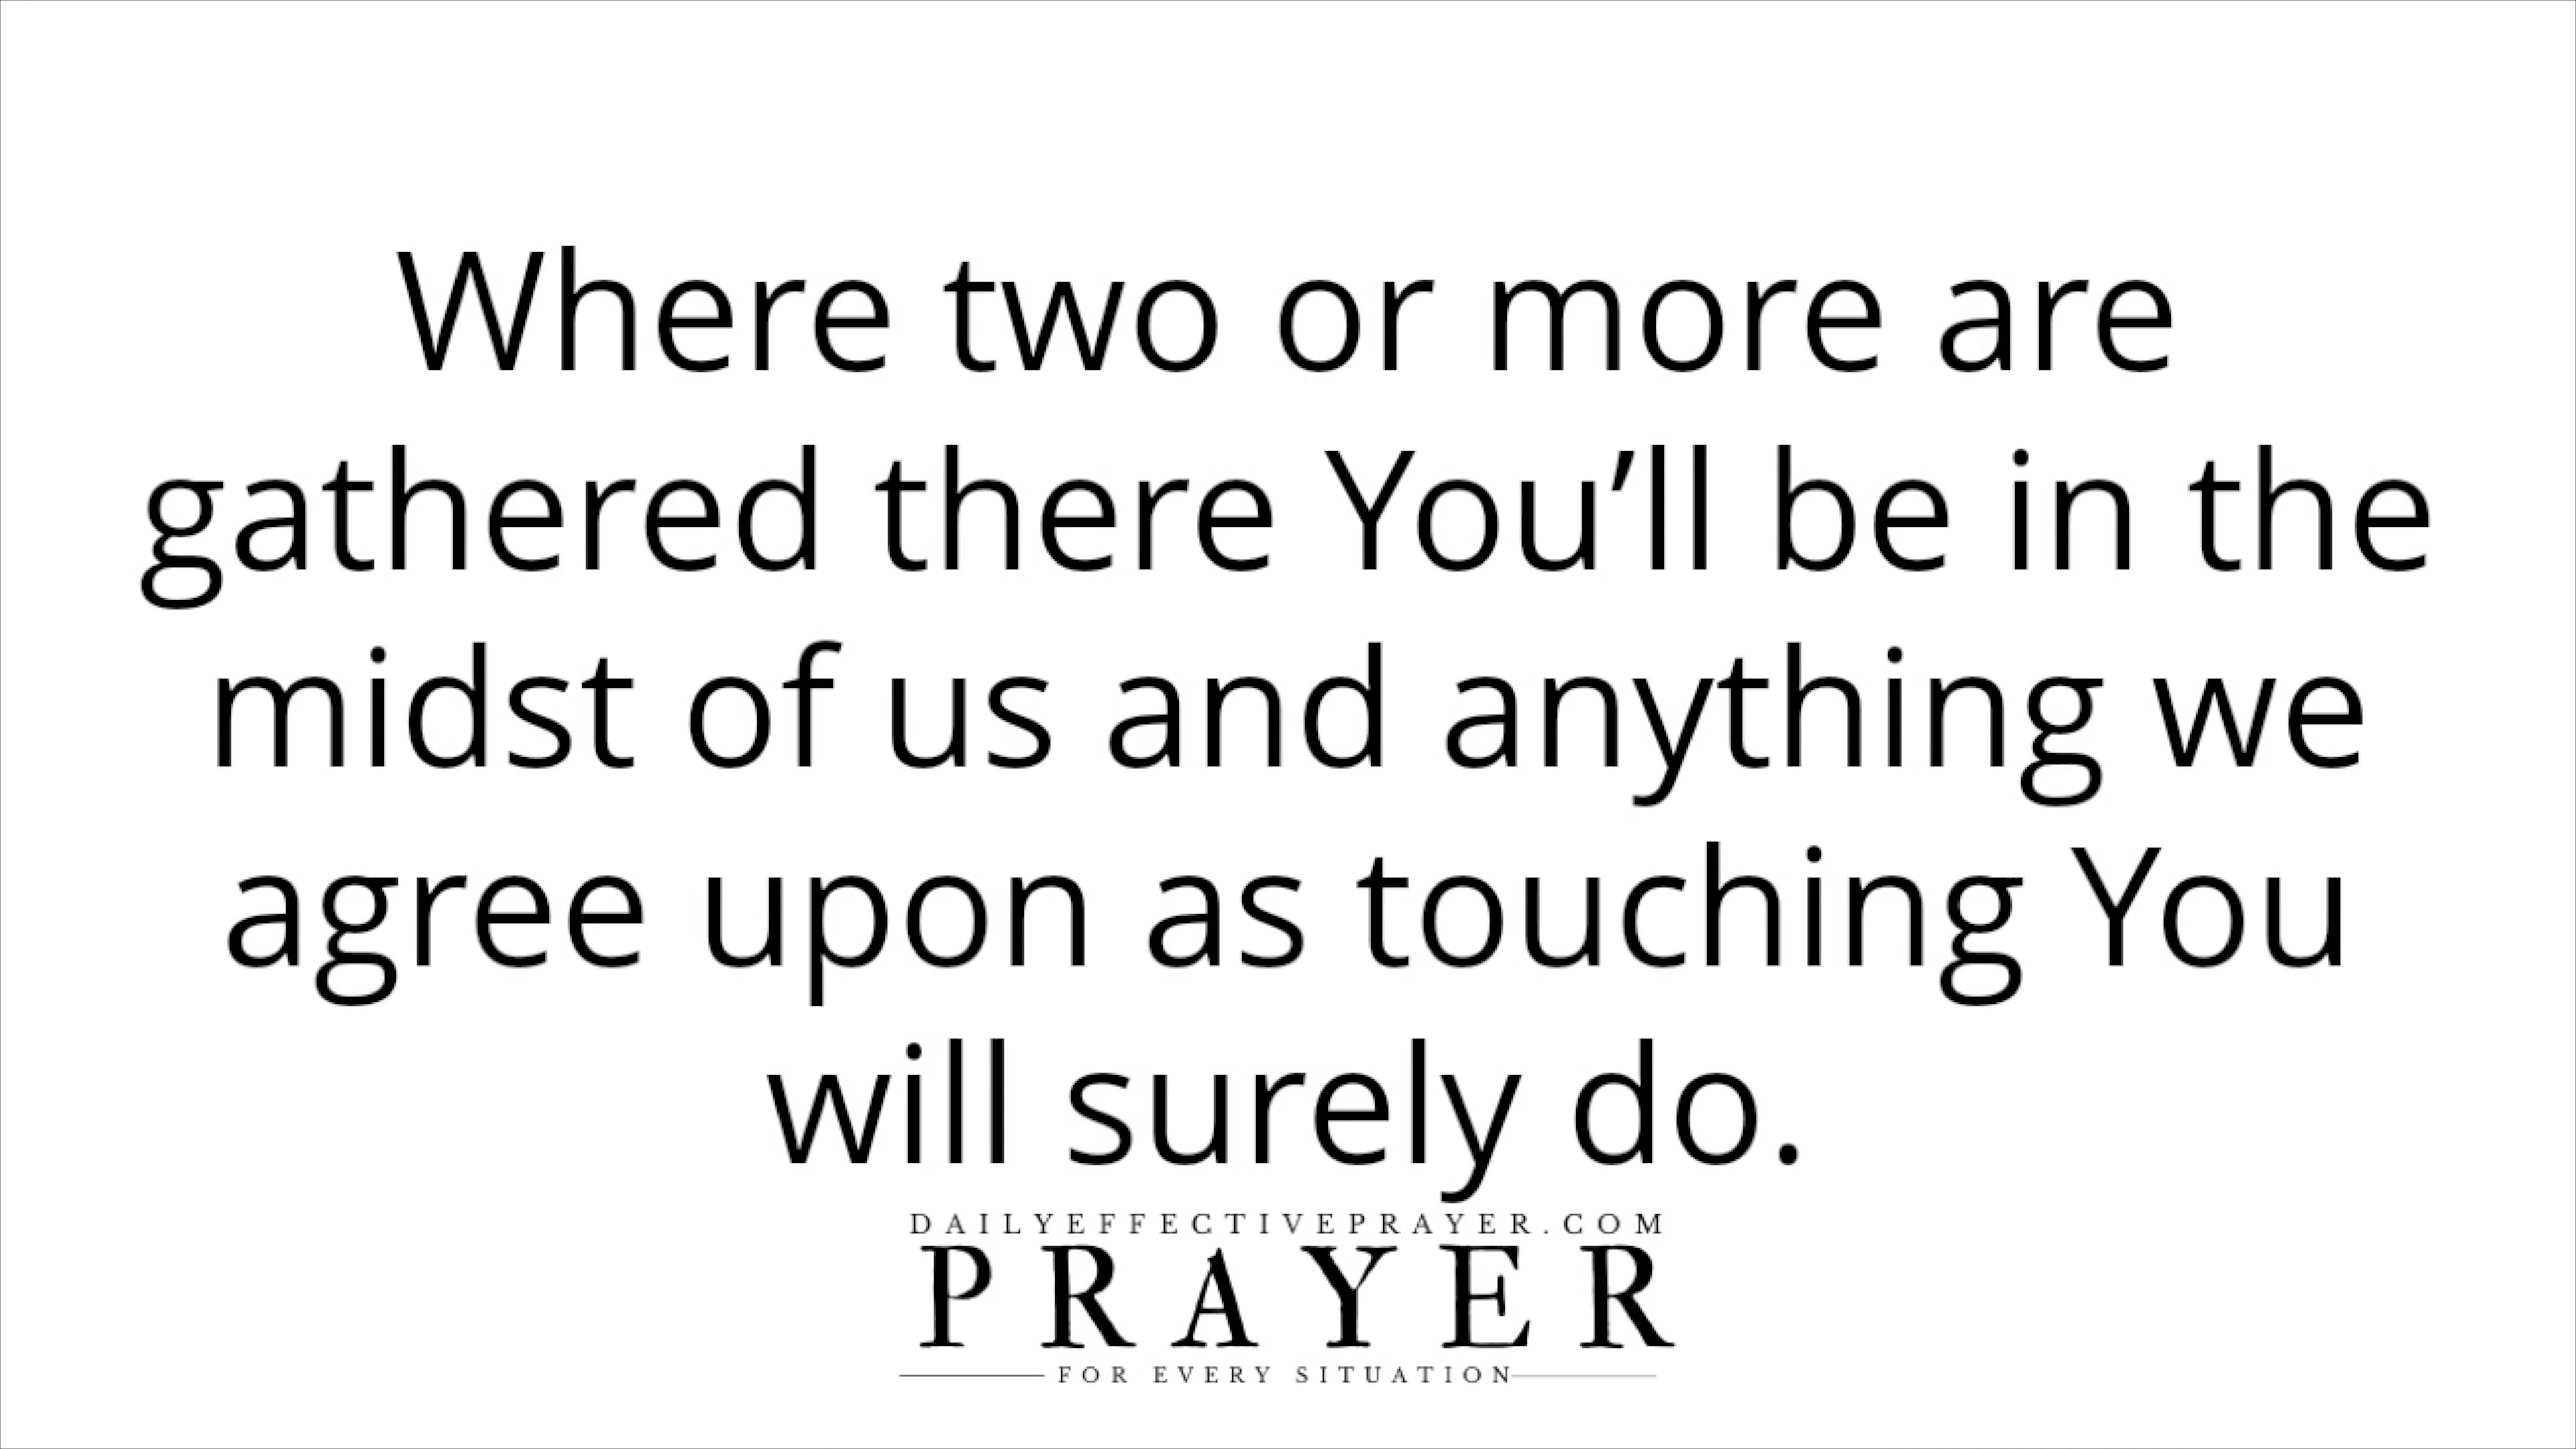 Where two or more are
gathered there You’ll be in the
midst of us and anything we
agree upon as touching You
will surely do.
DAILYEFFECTIVEPRAYER.COM
PRAYER
FOR EVERY SITUATION